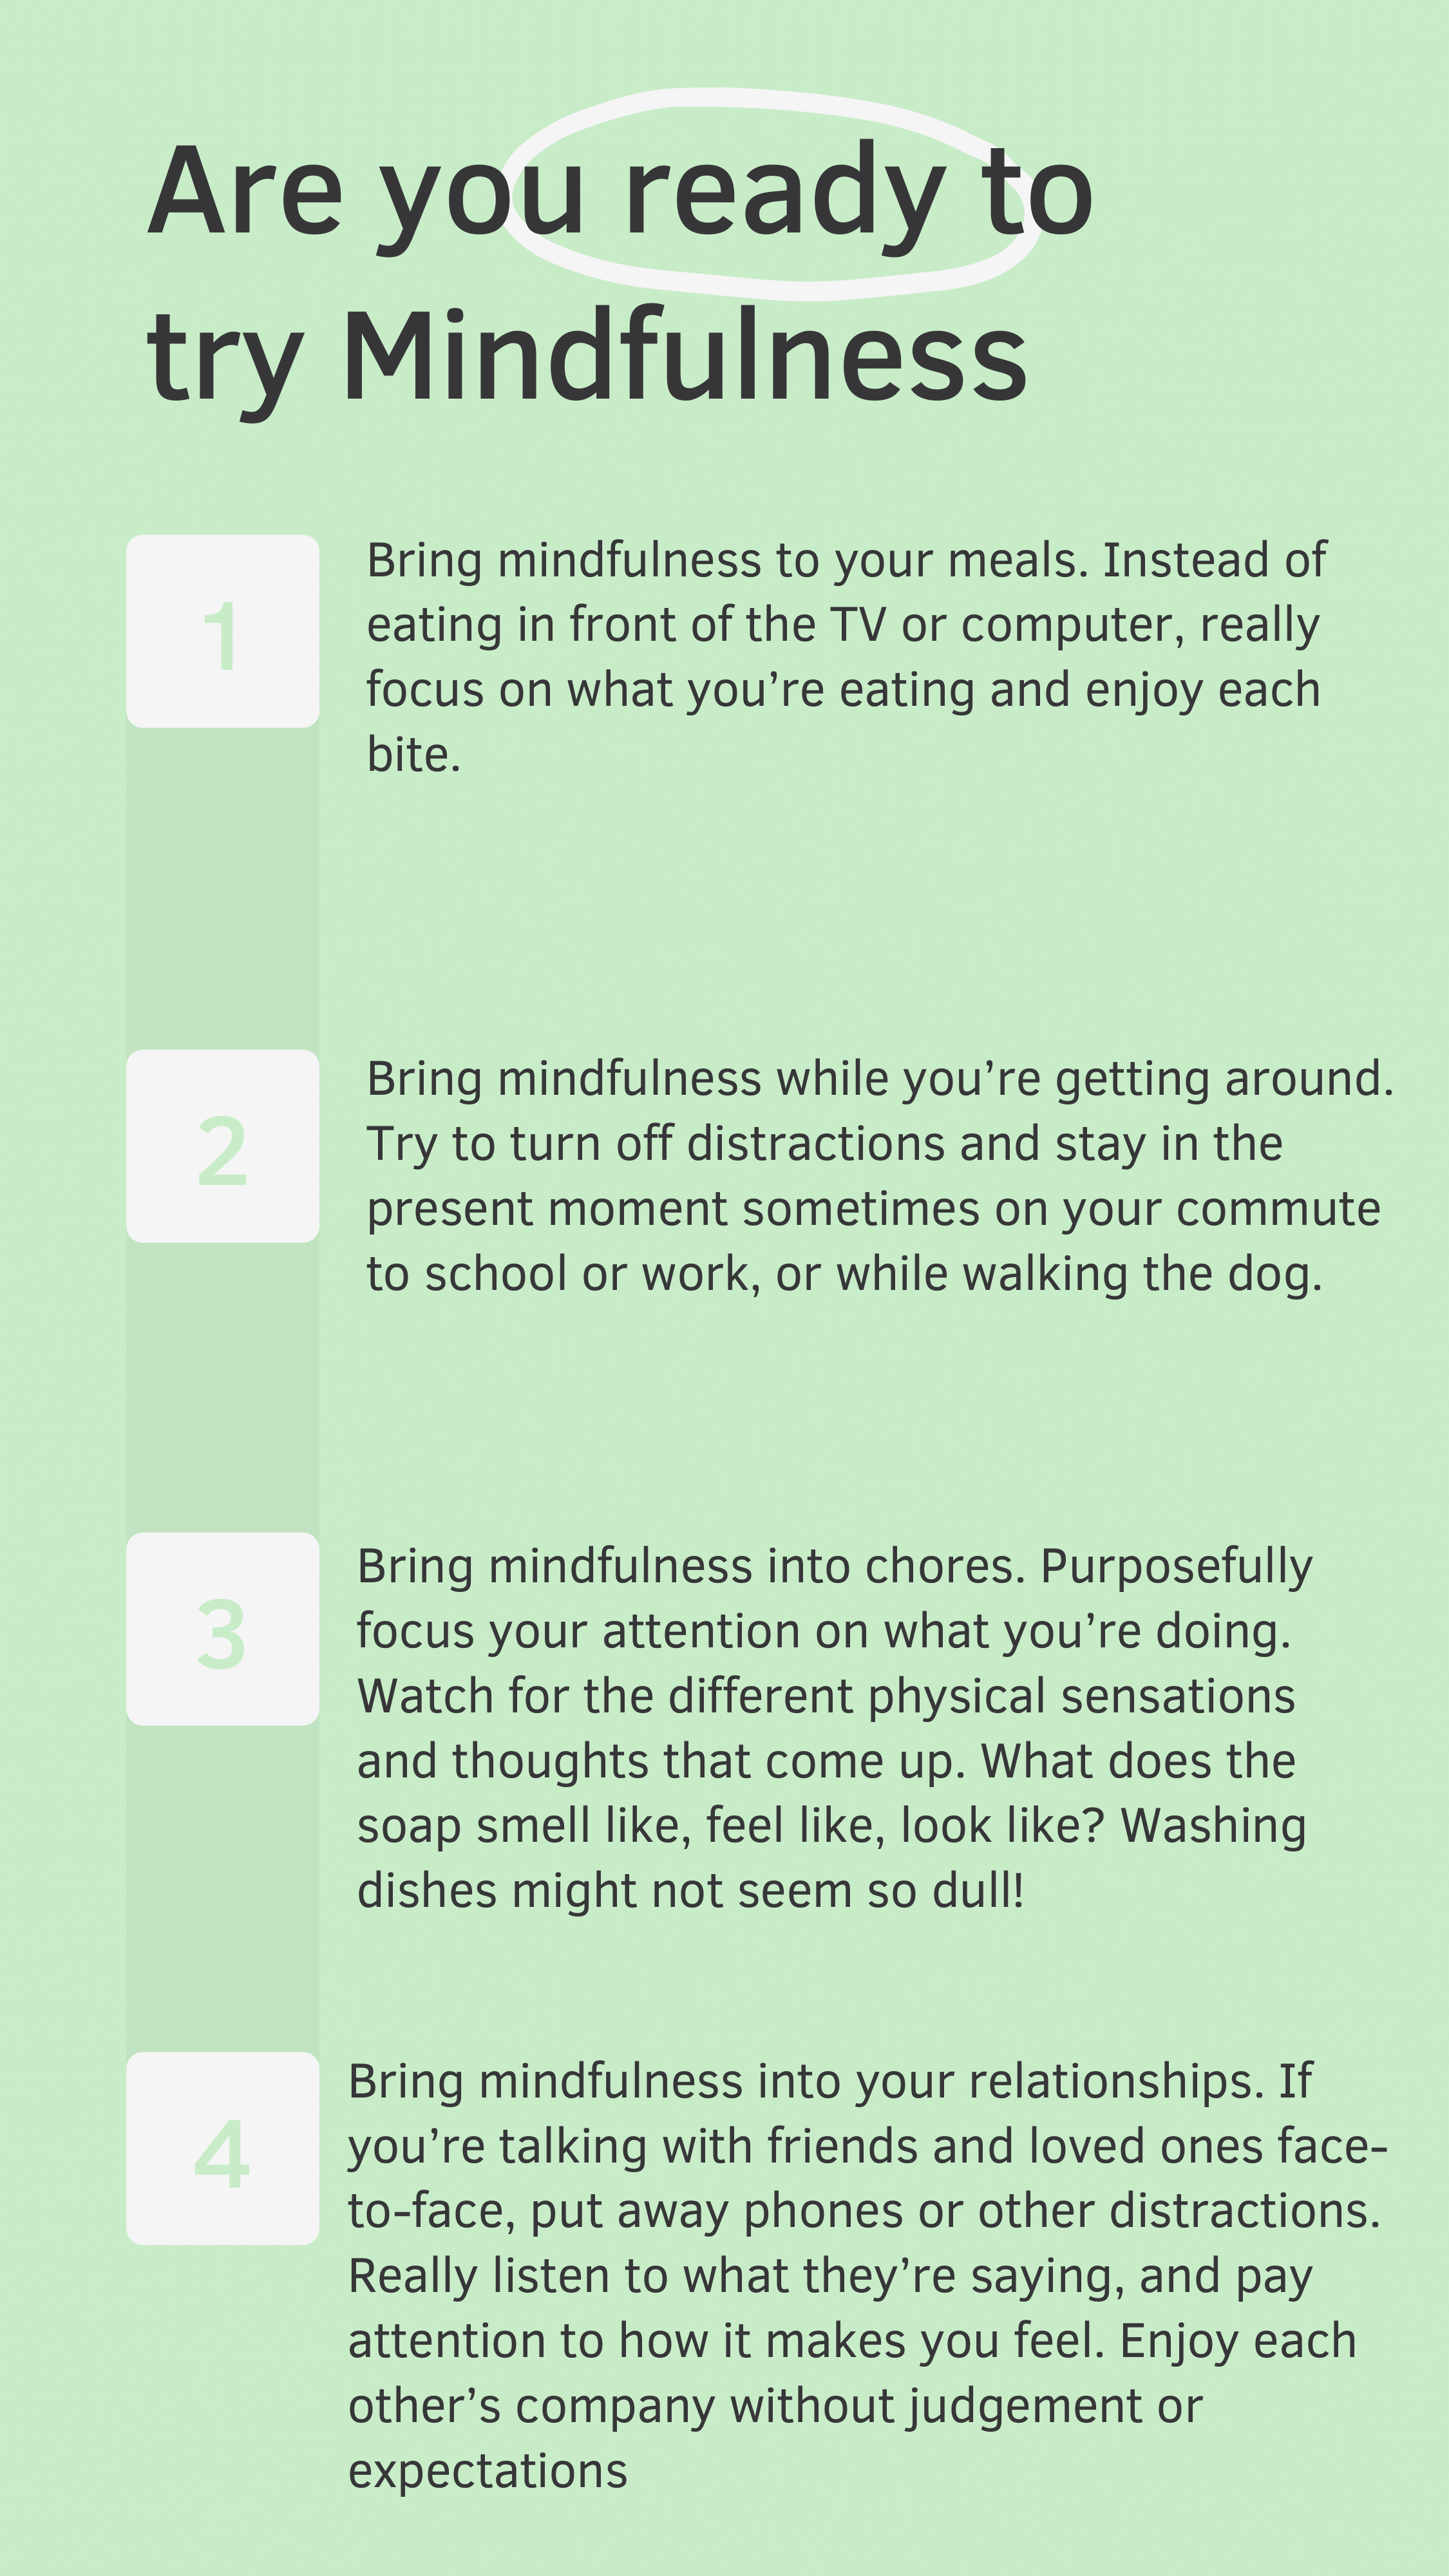 Are you ready to
try Mindfulness
1
Bring mindfulness to your meals. Instead of
eating in front of the TV or computer, really
focus on what you’re eating and enjoy each
bite.
2
Bring mindfulness while you’re getting around.
Try to turn off distractions and stay in the
present moment sometimes on your commute
to school or work, or while walking the dog.
3
Bring mindfulness into chores. Purposefully
focus your attention on what you’re doing.
Watch for the different physical sensations
and thoughts that come up. What does the
soap smell like, feel like, look like? Washing
dishes might not seem so dull!
4
Bring mindfulness into your relationships. If
you’re talking with friends and loved ones face-
to-face, put away phones or other distractions.
Really listen to what they’re saying, and pay
attention to how it makes you feel. Enjoy each
other’s company without judgement or
expectations